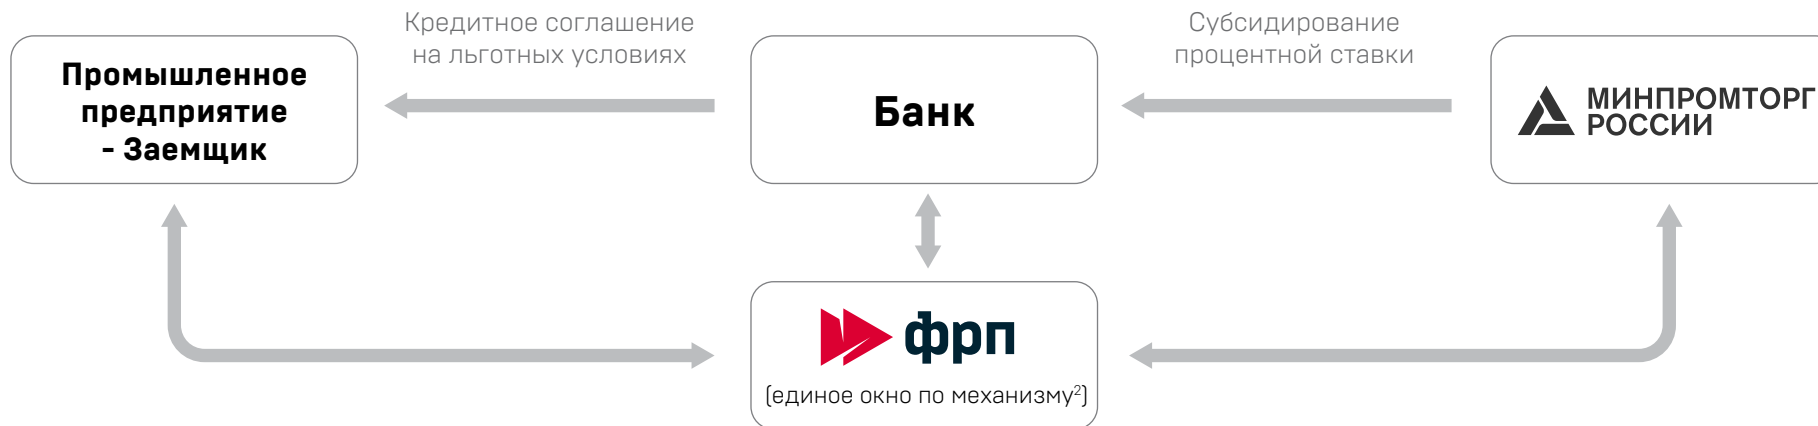 Кредитное соглашение
на льготных условиях
Субсидирование
процентной ставки
Промышленное
предприятие
- Заемщик
Банк
МИНПРОМТОРГ
РОССИИ
фрп
(единое окно по механизму²)